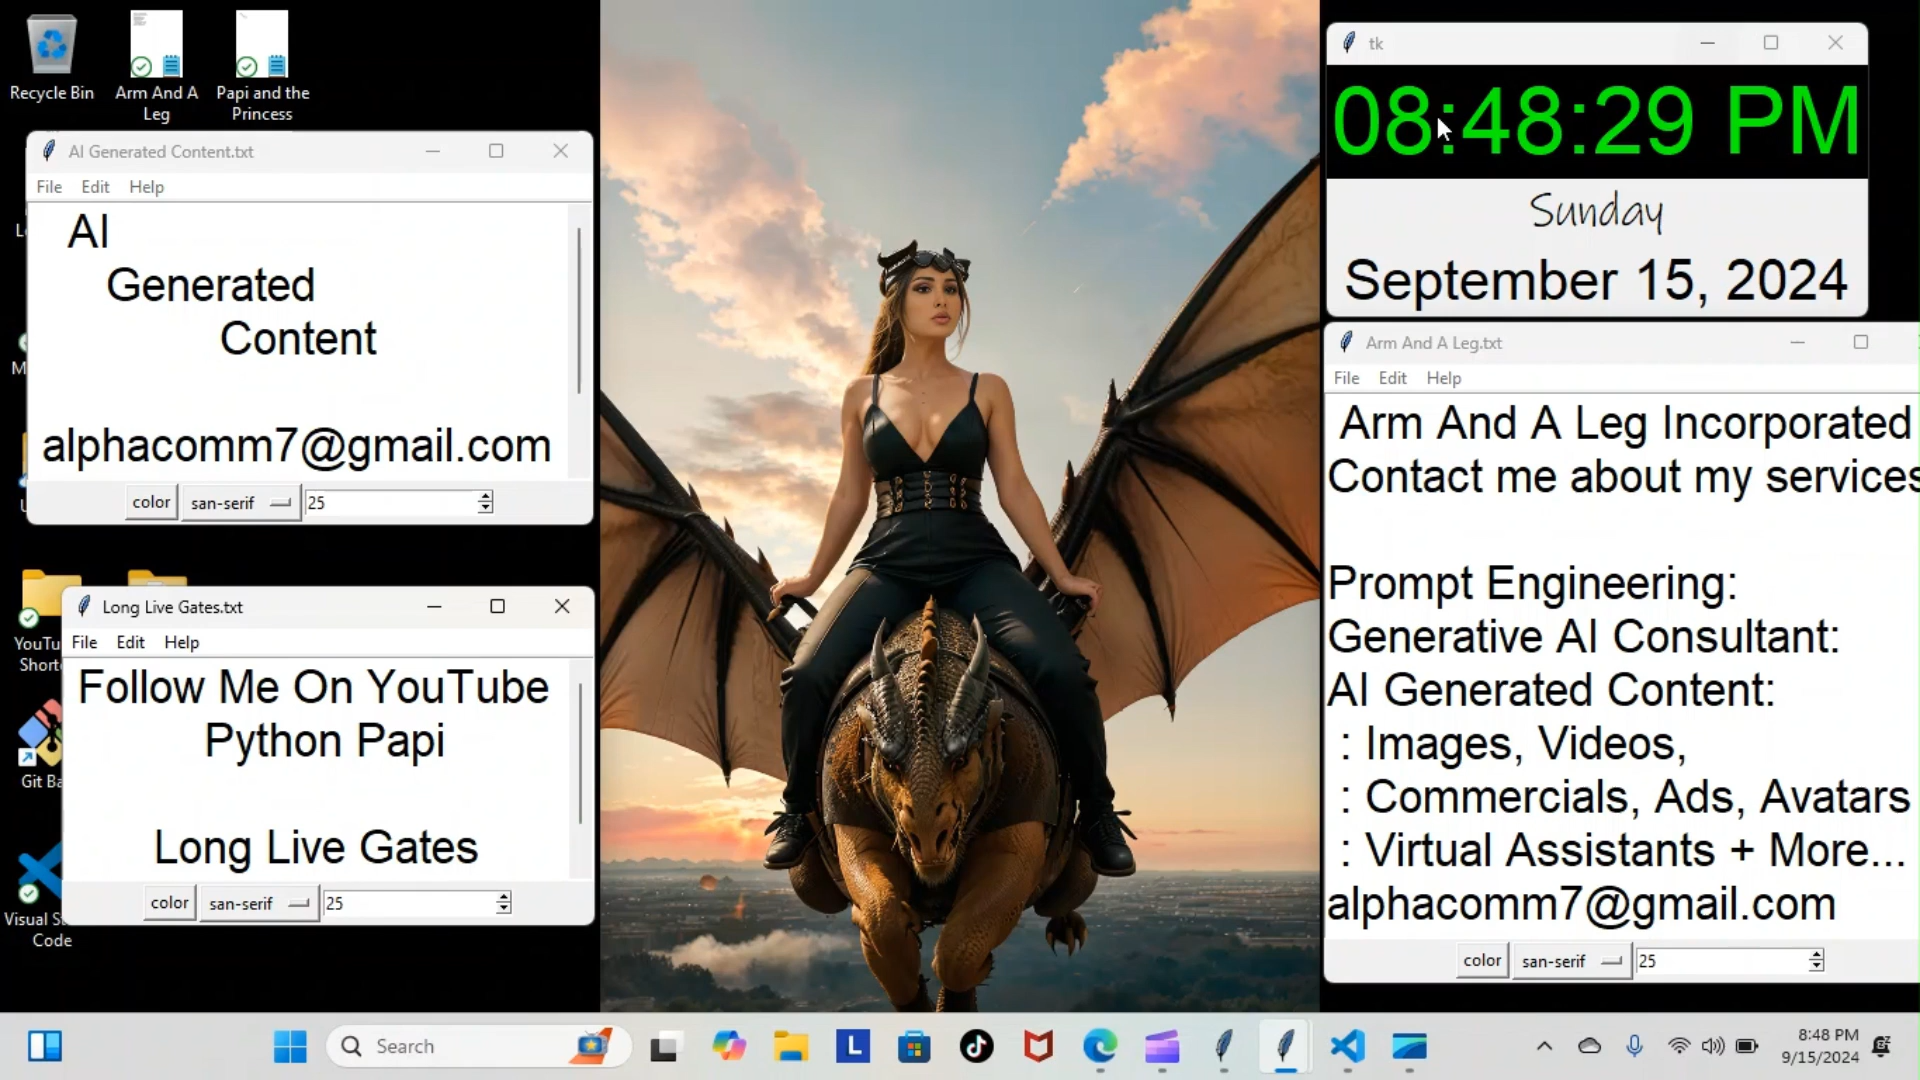 Recycle Bin
Arm And A
Leg
Papi and the
Princess
AI Generated Content.txt
File Edit Help
AI
Generated
Content
alphacomm7@gmail.com
color san-serif 25
YouTu
Short
Git Ba
Visual S
Code
Long Live Gates.txt
File Edit Help
Follow Me On YouTube
Python Papi
Long Live Gates
color san-serif 25
tk
08:48:29 PM
Sunday
September 15, 2024
Arm And A Leg.txt
File Edit Help
Arm And A Leg Incorporated
Contact me about my services
Prompt Engineering:
Generative AI Consultant:
AI Generated Content:
: Images, Videos,
: Commercials, Ads, Avatars
: Virtual Assistants + More...
alphacomm7@gmail.com
color san-serif 25
Search
L
8:48 PM
9/15/2024